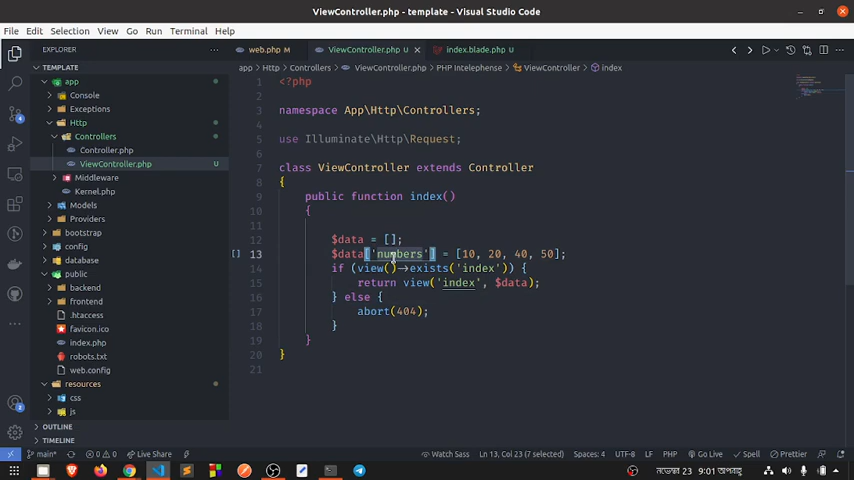 ViewController.php - template - Visual Studio Code
File Edit Selection View Go Run Terminal Help
EXPLORER
web.php M
ViewController.php U
index.blade.php U
TEMPLATE
app > Http > Controllers > ViewController.php > PHP Intelephense > ViewController > index
app
Console
Exceptions
Http
Controllers
Controller.php
ViewController.php U
Middleware
Kernel.php
Models
Providers
bootstrap
config
database
public
backend
frontend
.htaccess
favicon.ico
index.php
robots.txt
web.config
resources
css
js
OUTLINE
TIMELINE
1 <?php
2
3 namespace App\Http\Controllers;
4
5 use Illuminate\Http\Request;
6
7 class ViewController extends Controller
8 {
9 public function index()
10 {
11
12 $data = [];
13 $data['numbers'] = [10, 20, 40, 50];
14 if (view()->exists('index')) {
15 return view('index', $data);
16 } else {
17 abort(404);
18 }
19 }
20 }
21
main* 0 0 Live Share Watch Sass Ln 13, Col 23 (7 selected) Spaces: 4 UTF-8 LF PHP Go Live Spell Prettier
নভেম্বর 23 9:01 অপরাহ্ণ